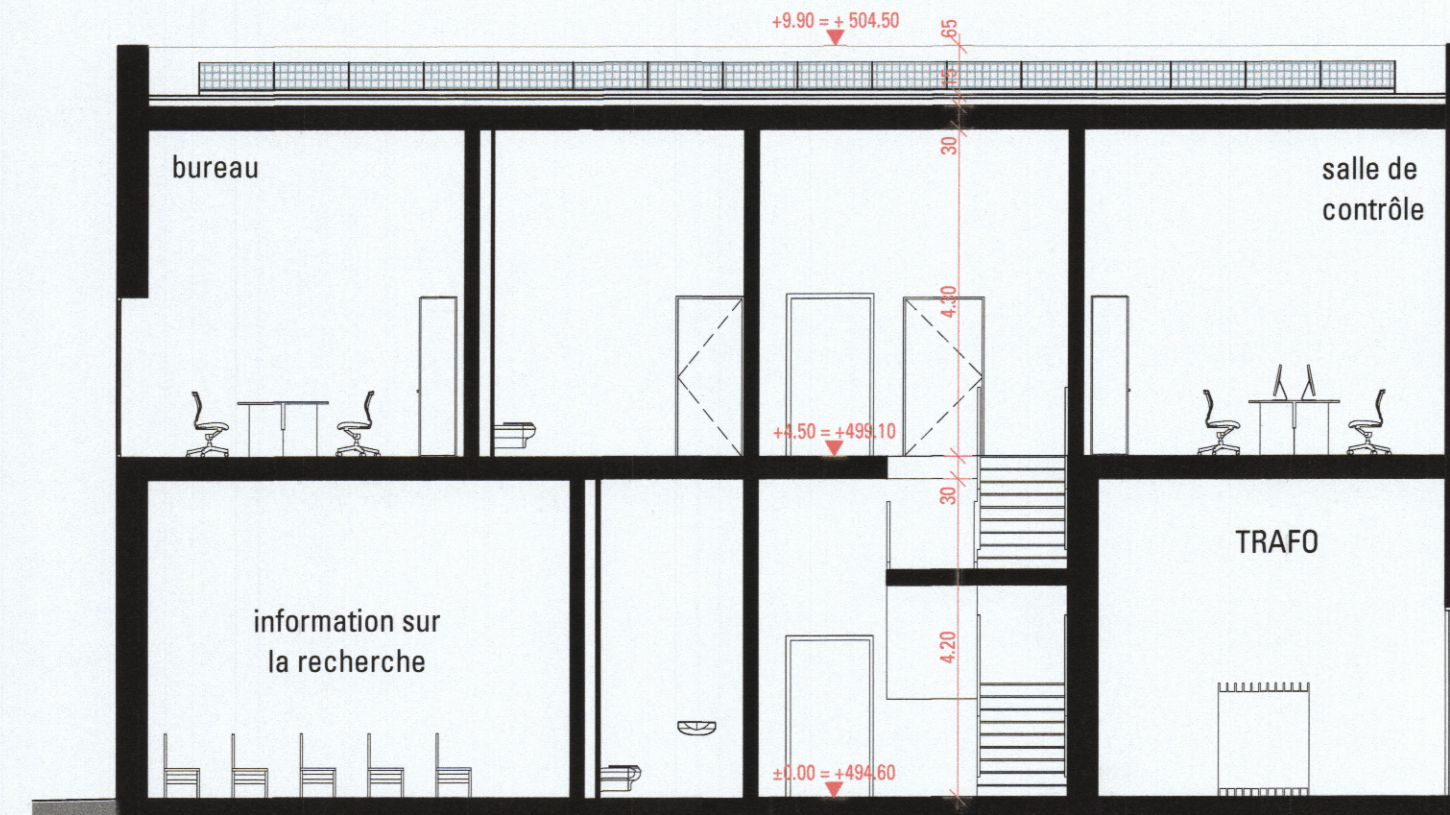 +9.90 = + 504.50
65
15
30
bureau
salle de
contrôle
4.30
+4.50 = +499.10
30
TRAFO
information sur
la recherche
4.20
±0.00 = +494.60